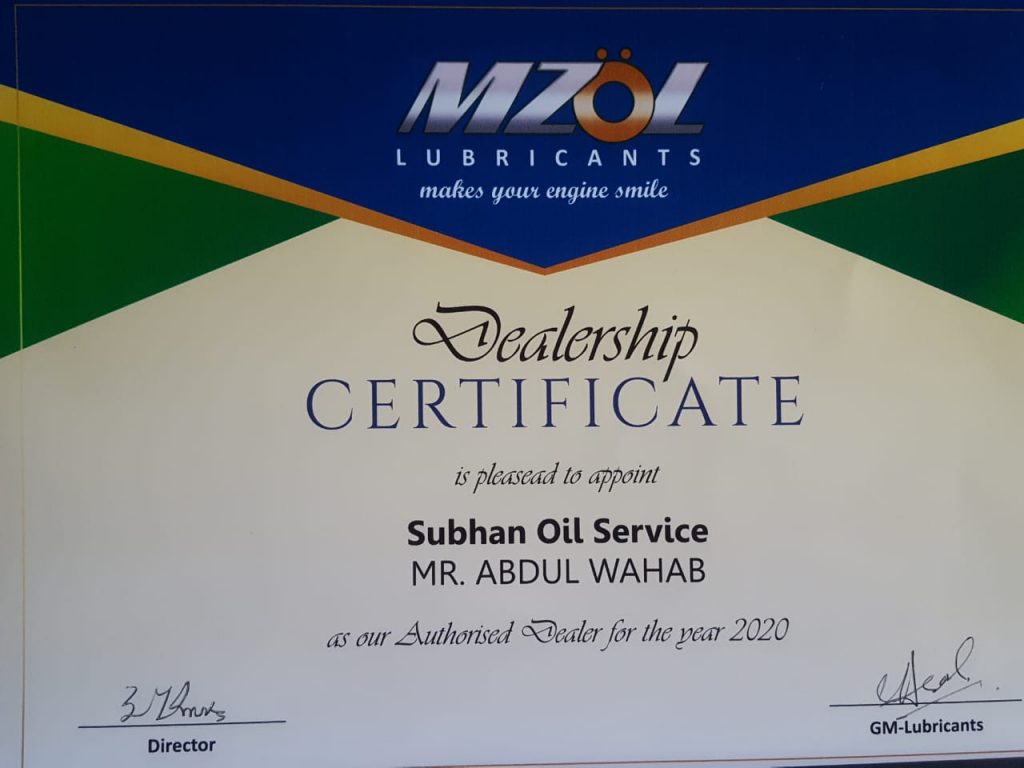 MZÖL
LUBRICANTS
makes your engine smile
Dealership
CERTIFICATE
is pleasead to appoint
Subhan Oil Service
MR. ABDUL WAHAB
as our Authorised Dealer for the year 2020
Director
GM-Lubricants